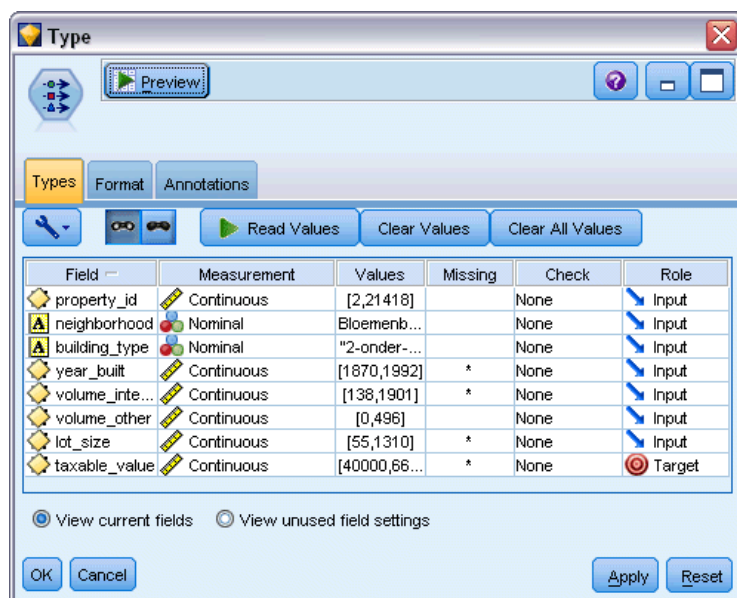 Type
Preview
Types Format Annotations
Read Values Clear Values Clear All Values
Field Measurement Values Missing Check Role
property_id Continuous [2,21418] None Input
A neighborhood Nominal Bloemenb... None Input
A building_type Nominal "2-onder-... None Input
year_built Continuous [1870,1992] * None Input
volume_inte... Continuous [138,1901] * None Input
volume_other Continuous [0,496] None Input
lot_size Continuous [55,1310] * None Input
taxable_value Continuous [40000,66... * None Target
View current fields View unused field settings
OK Cancel Apply Reset